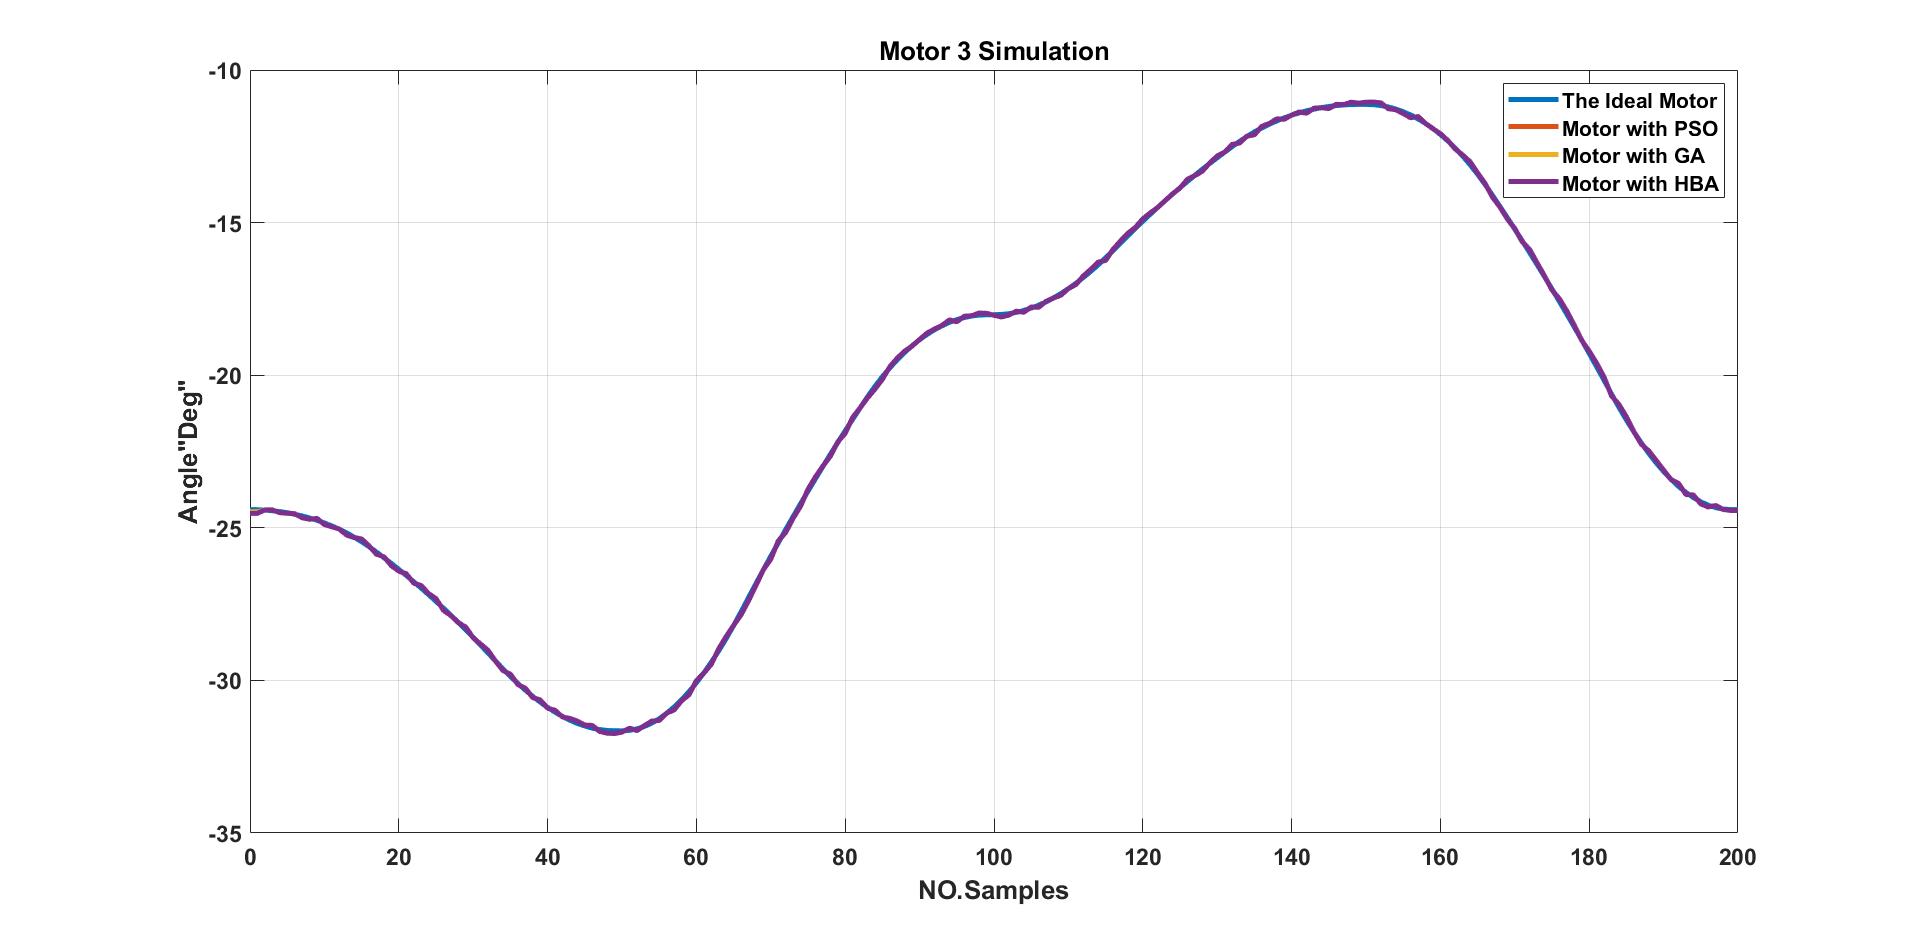 Motor 3 Simulation
The Ideal Motor
Motor with PSO
Motor with GA
Motor with HBA
-10
-15
-20
-25
-30
-35
Angle"Deg"
0 20 40 60 80 100 120 140 160 180 200
NO.Samples